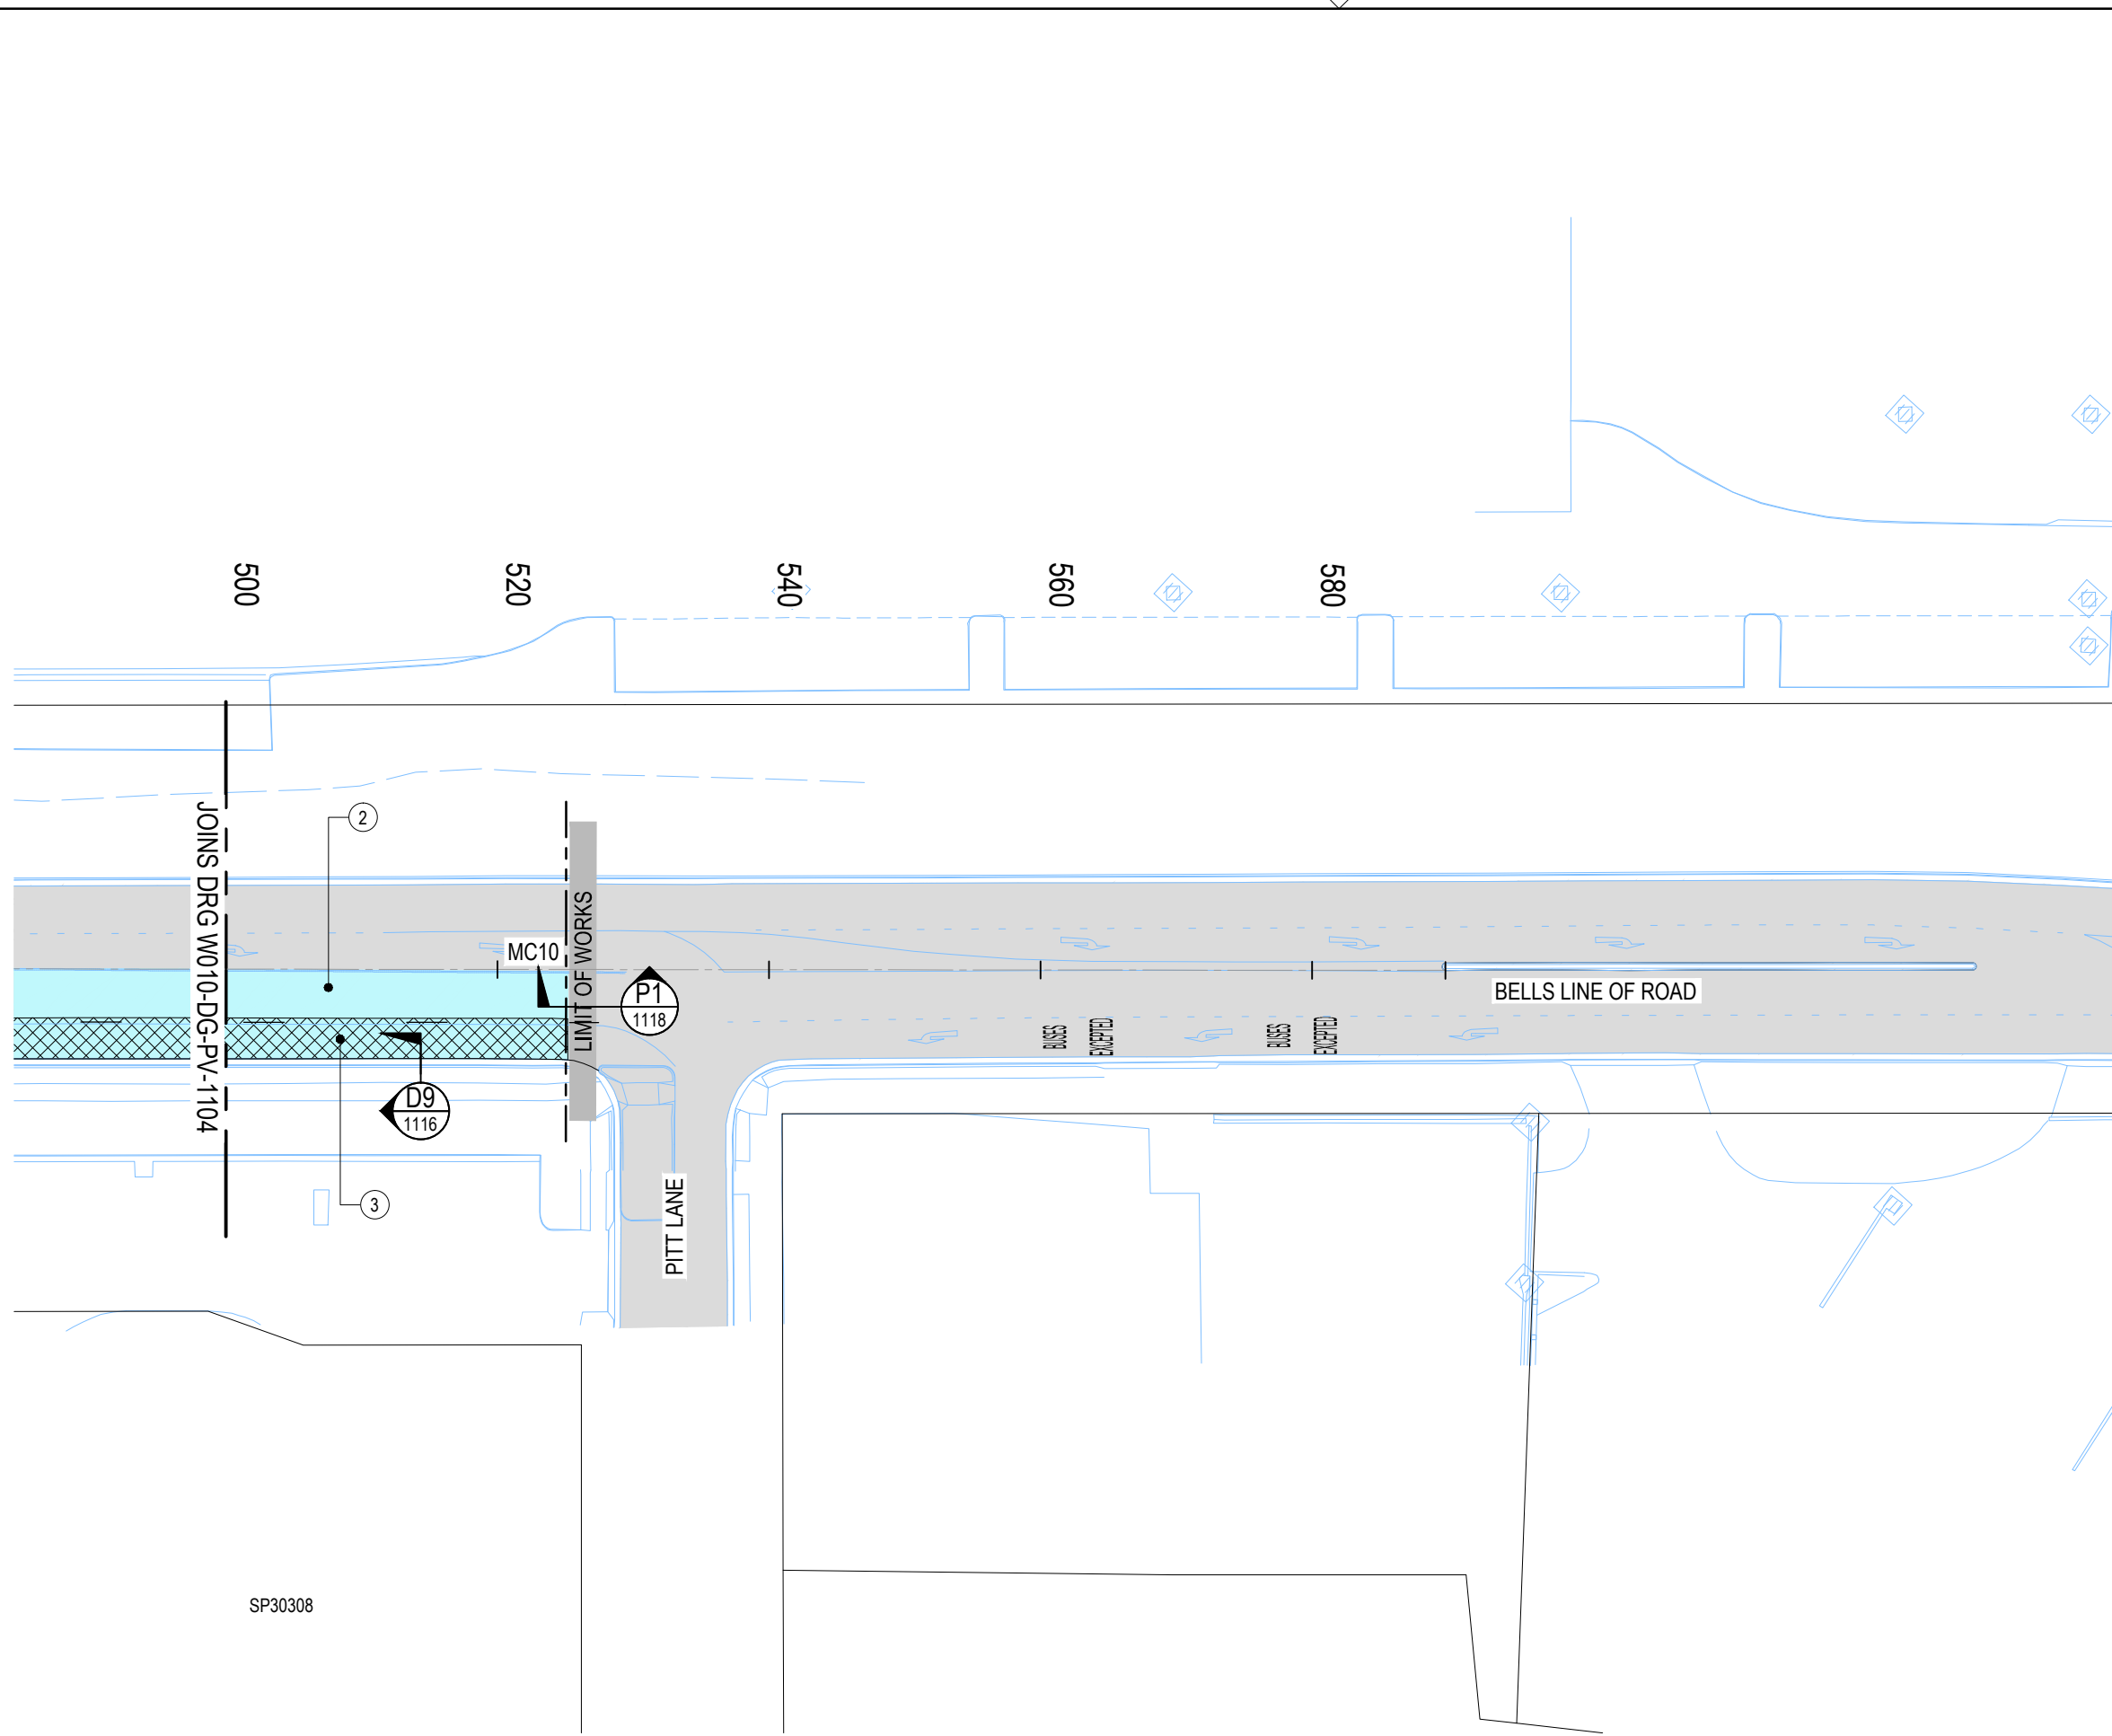 500
520
540
560
580
2
JOINS DRG W010-DG-PV-1104
LIMIT OF WORKS
MC10
P1
1118
BELLS LINE OF ROAD
BUSES
EXCEPTED
BUSES
EXCEPTED
D9
1116
3
PITT LANE
SP30308